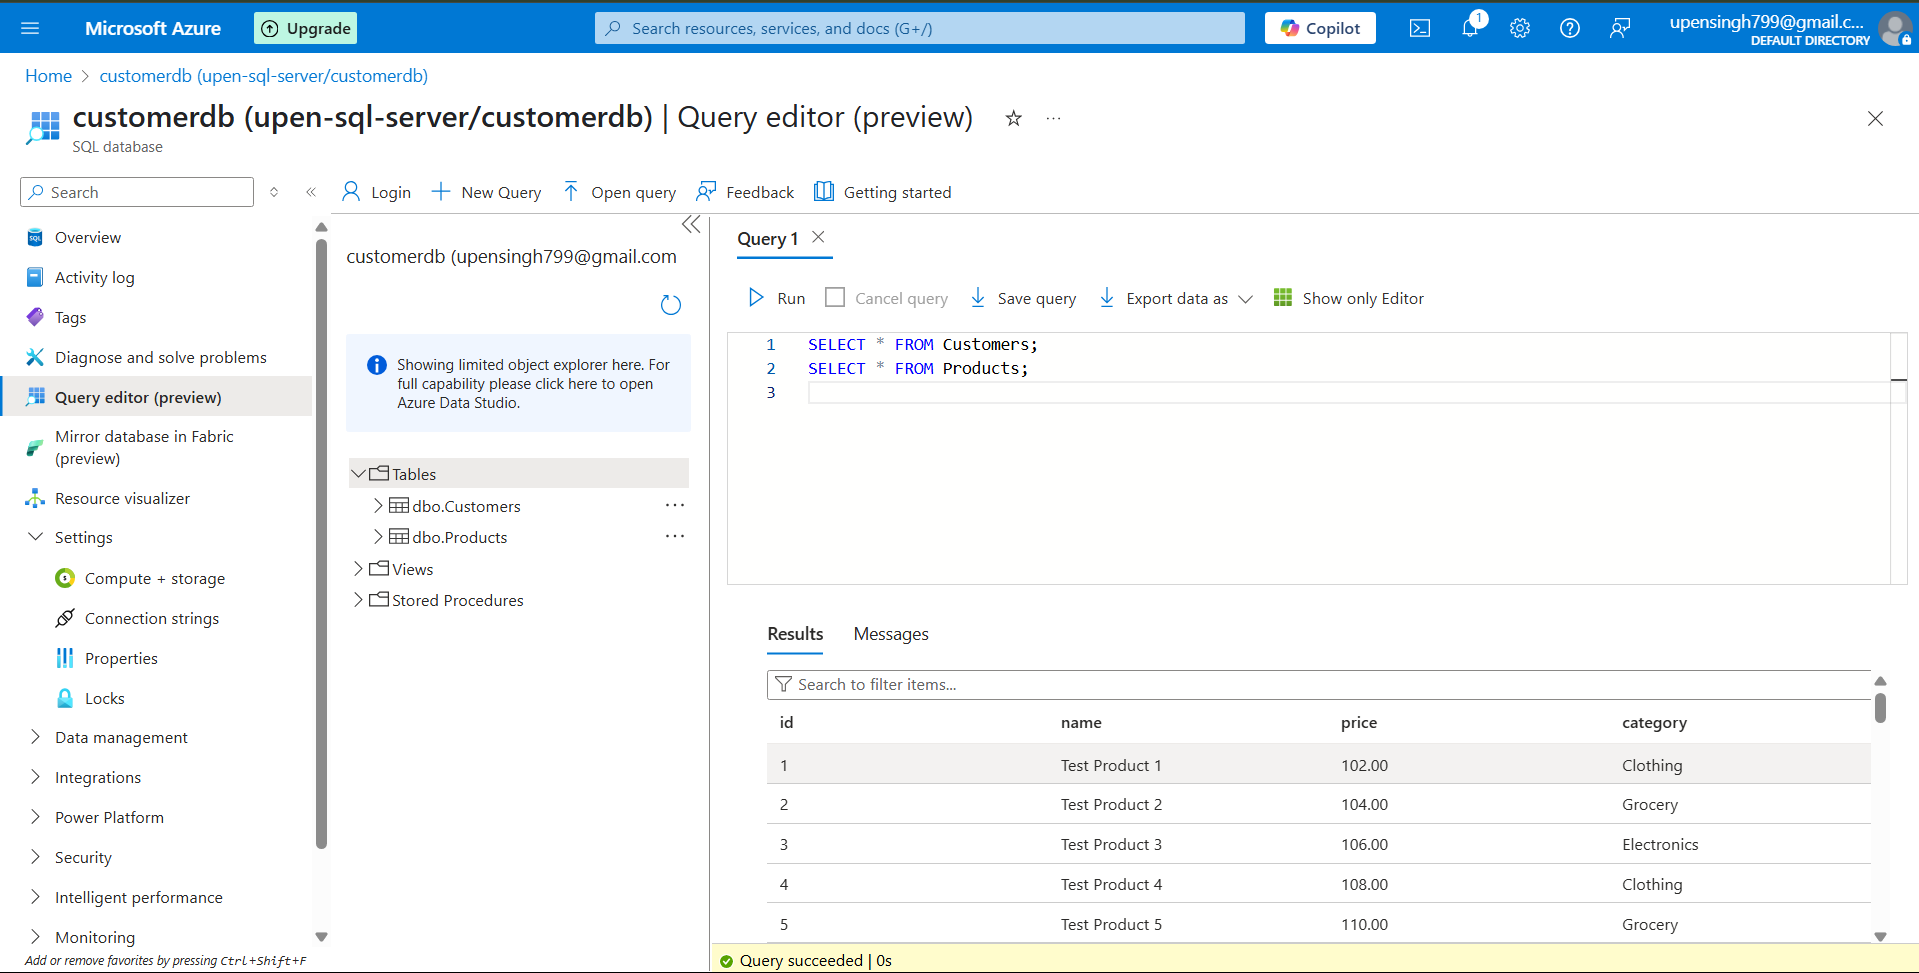 Microsoft Azure
Upgrade
Search resources, services, and docs (G+/)
Copilot
1
upensingh799@gmail.c...
DEFAULT DIRECTORY
Home > customerdb (upen-sql-server/customerdb)
customerdb (upen-sql-server/customerdb) | Query editor (preview)
SQL database
Search
Login
New Query
Open query
Feedback
Getting started
SQL
Overview
Activity log
Tags
Diagnose and solve problems
Query editor (preview)
Mirror database in Fabric
(preview)
Resource visualizer
Settings
Compute + storage
Connection strings
Properties
Locks
Data management
Integrations
Power Platform
Security
Intelligent performance
Monitoring
Add or remove favorites by pressing Ctrl+Shift+F
customerdb (upensingh799@gmail.com
Showing limited object explorer here. For
full capability please click here to open
Azure Data Studio.
Tables
dbo.Customers
dbo.Products
Views
Stored Procedures
Query 1
Run
Cancel query
Save query
Export data as
Show only Editor
1 SELECT * FROM Customers;
2 SELECT * FROM Products;
3
Results Messages
Search to filter items...
id name price category
1 Test Product 1 102.00 Clothing
2 Test Product 2 104.00 Grocery
3 Test Product 3 106.00 Electronics
4 Test Product 4 108.00 Clothing
5 Test Product 5 110.00 Grocery
Query succeeded | 0s